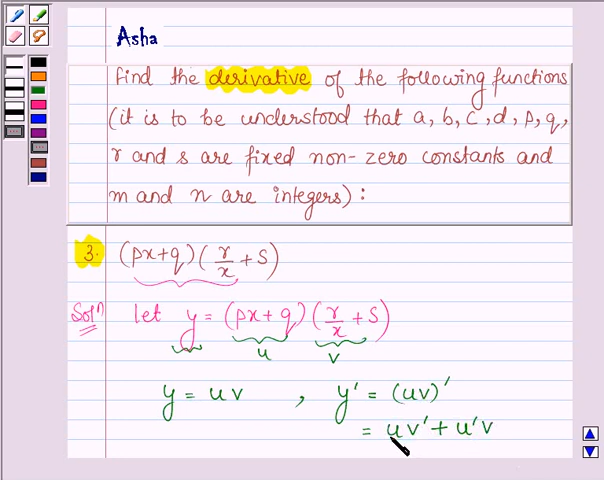 Asha
Find the derivative of the following functions
(it is to be understood that a, b, c, d, p, q,
r and s are fixed non-zero constants and
m and n are integers) :
3. (px+q)(r/x + s)
Solⁿ Let y = (px+q)(r/x + s)
u v
y = uv , y' = (uv)'
= uv' + u'v